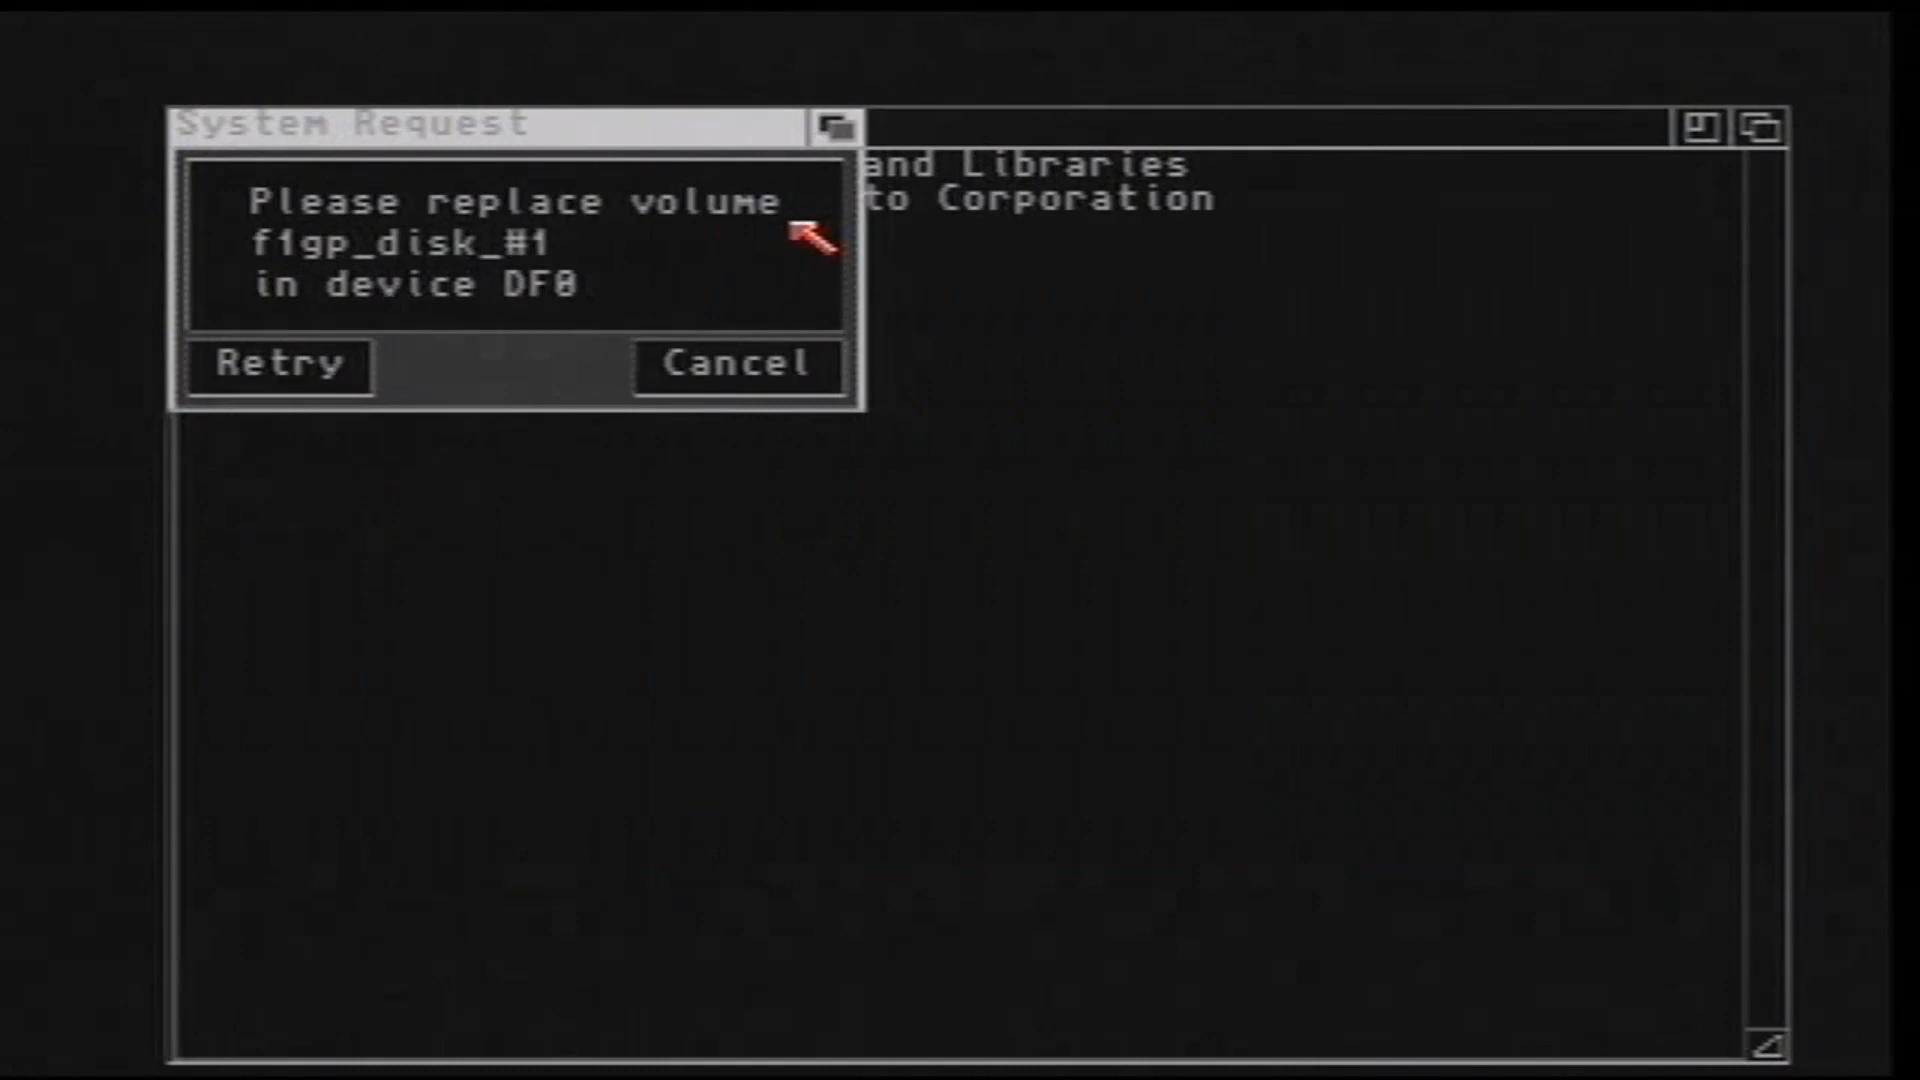 System Request
and Libraries
to Corporation
Please replace volume
f1gp_disk_#1
in device DF0
Retry Cancel